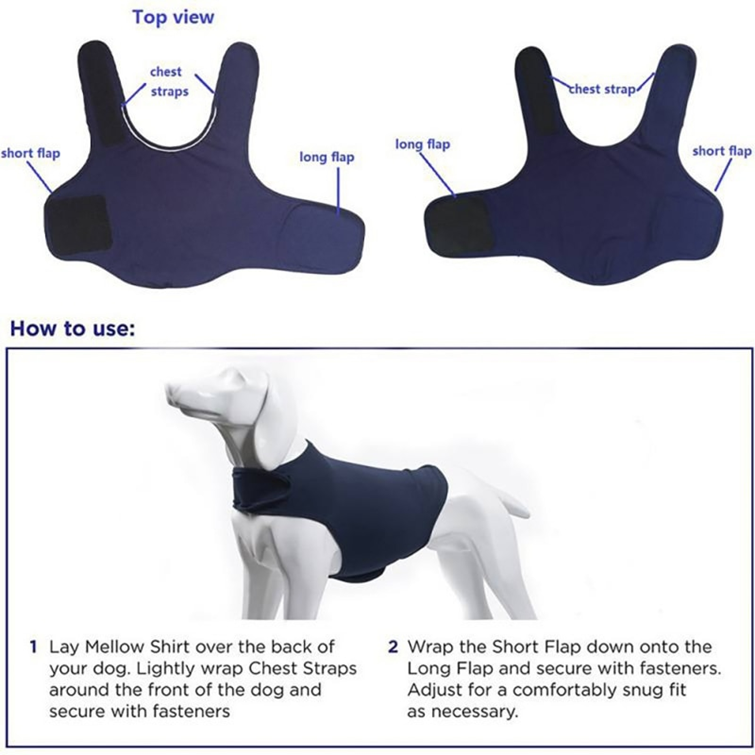 Top view
chest
straps
short flap
long flap
chest strap
long flap
short flap
How to use:
1 Lay Mellow Shirt over the back of
your dog. Lightly wrap Chest Straps
around the front of the dog and
secure with fasteners
2 Wrap the Short Flap down onto the
Long Flap and secure with fasteners.
Adjust for a comfortably snug fit
as necessary.